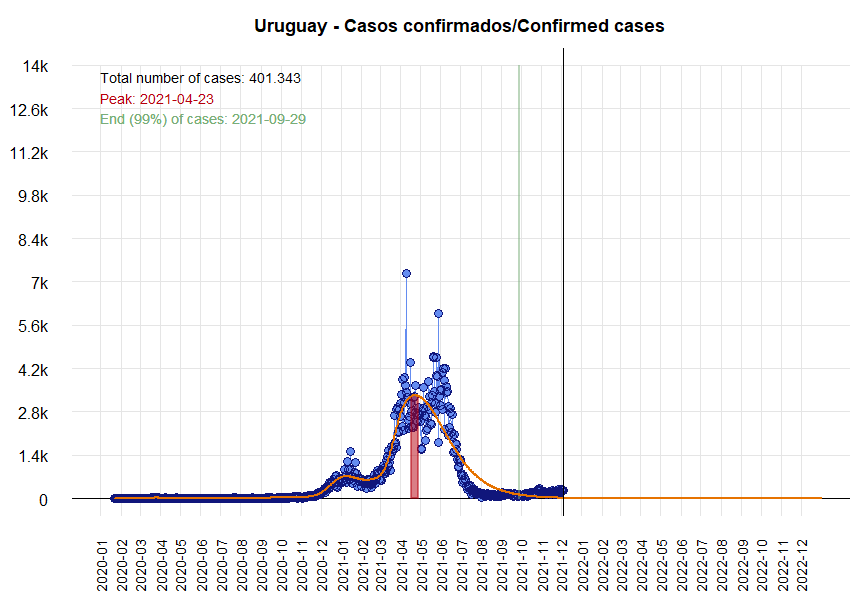 Uruguay - Casos confirmados/Confirmed cases
14k
12.6k
11.2k
9.8k
8.4k
7k
5.6k
4.2k
2.8k
1.4k
0
Total number of cases: 401.343
Peak: 2021-04-23
End (99%) of cases: 2021-09-29
2020-01
2020-02
2020-03
2020-04
2020-05
2020-06
2020-07
2020-08
2020-09
2020-10
2020-11
2020-12
2021-01
2021-02
2021-03
2021-04
2021-05
2021-06
2021-07
2021-08
2021-09
2021-10
2021-11
2021-12
2022-01
2022-02
2022-03
2022-04
2022-05
2022-06
2022-07
2022-08
2022-09
2022-10
2022-11
2022-12